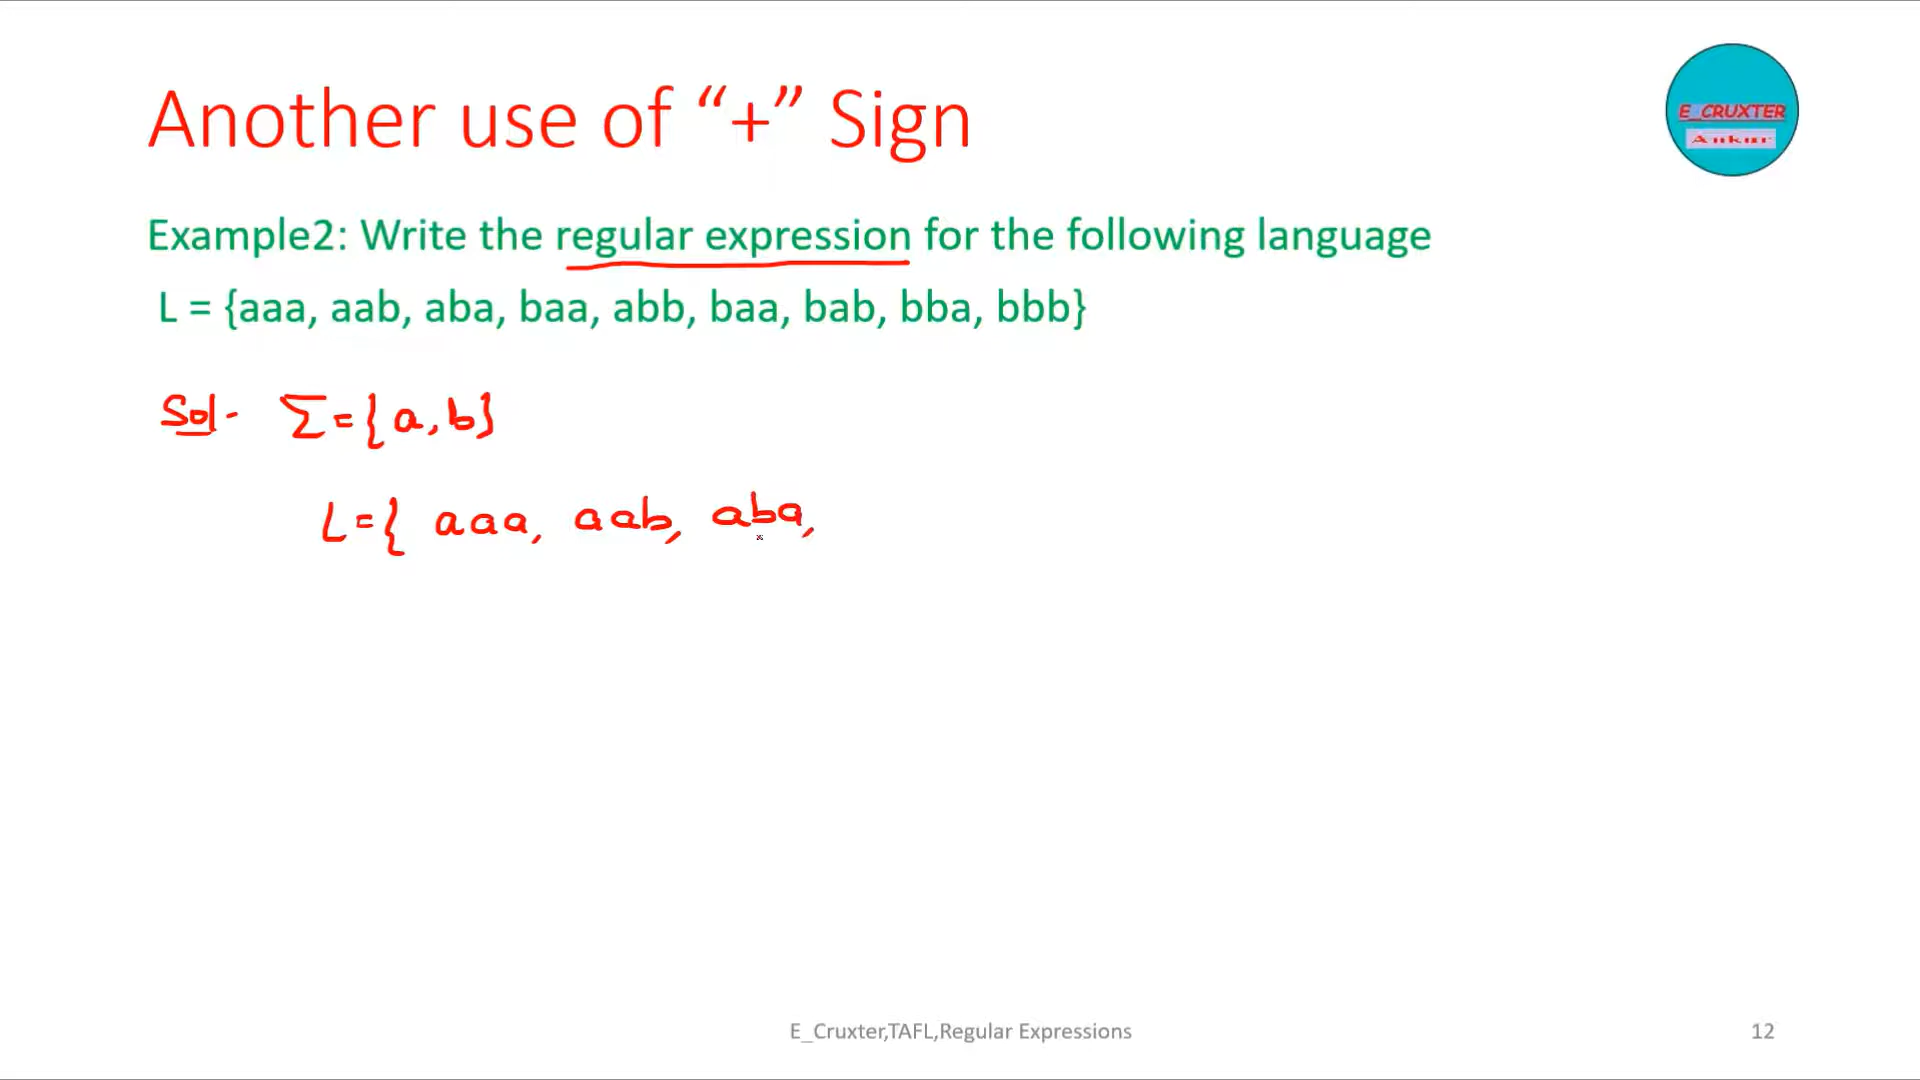 Another use of “+” Sign
E_CRUXTER
Ankur
Example2: Write the regular expression for the following language
L = {aaa, aab, aba, baa, abb, baa, bab, bba, bbb}
Sol- Σ={a,b}
L={ aaa, aab, aba,
E_Cruxter,TAFL,Regular Expressions
12